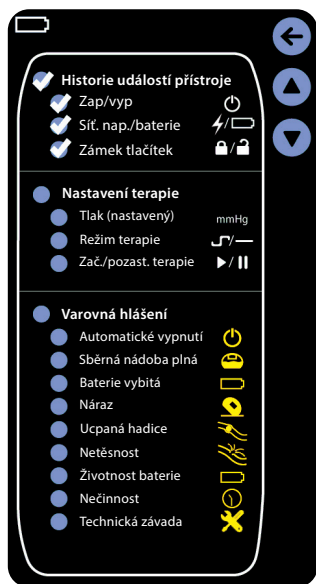 Historie událostí přístroje
Zap/vyp
Síť. nap./baterie
Zámek tlačítek
Nastavení terapie
Tlak (nastavený) mmHg
Režim terapie
Zač./pozast. terapie
Varovná hlášení
Automatické vypnutí
Sběrná nádoba plná
Baterie vybitá
Náraz
Ucpaná hadice
Netěsnost
Životnost baterie
Nečinnost
Technická závada